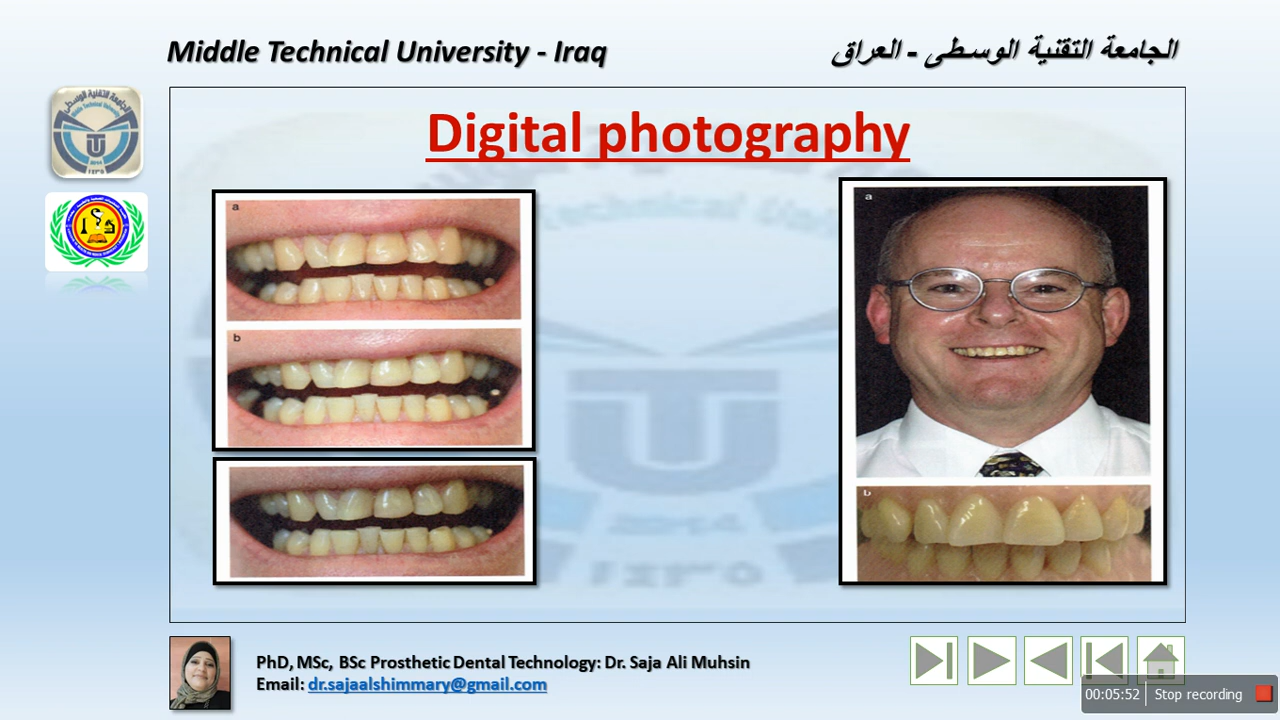 Middle Technical University - Iraq
الجامعة التقنية الوسطى - العراق
Digital photography
a
b
a
b
PhD, MSc, BSc Prosthetic Dental Technology: Dr. Saja Ali Muhsin
Email: dr.sajaalshimmary@gmail.com
00:05:52 Stop recording